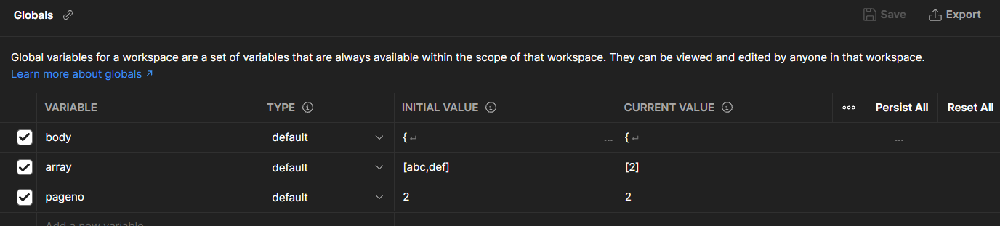 Globals
Save
Export
Global variables for a workspace are a set of variables that are always available within the scope of that workspace. They can be viewed and edited by anyone in that workspace.
Learn more about globals ↗
VARIABLE TYPE INITIAL VALUE CURRENT VALUE Persist All Reset All
body default { ↵ ... { ↵ ...
array default [abc,def] [2]
pageno default 2 2
Add a new variable